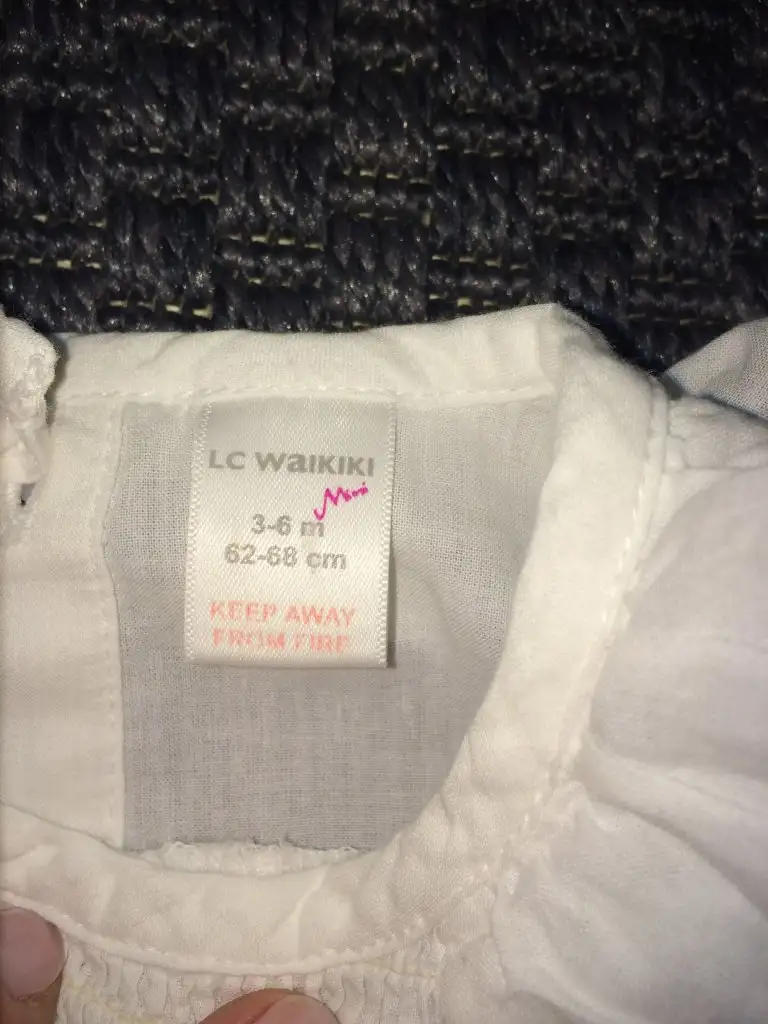 LC WAIKIKI
Mini
3-6 m
62-68 cm
KEEP AWAY
FROM FIRE